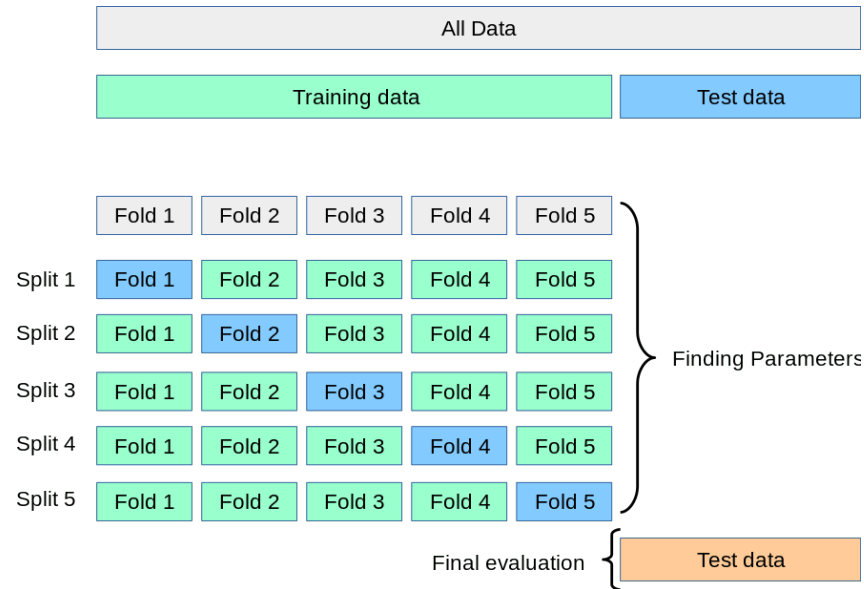 All Data
Training data Test data
Fold 1 Fold 2 Fold 3 Fold 4 Fold 5
Split 1 Fold 1 Fold 2 Fold 3 Fold 4 Fold 5
Split 2 Fold 1 Fold 2 Fold 3 Fold 4 Fold 5
Finding Parameters
Split 3 Fold 1 Fold 2 Fold 3 Fold 4 Fold 5
Split 4 Fold 1 Fold 2 Fold 3 Fold 4 Fold 5
Split 5 Fold 1 Fold 2 Fold 3 Fold 4 Fold 5
Final evaluation Test data